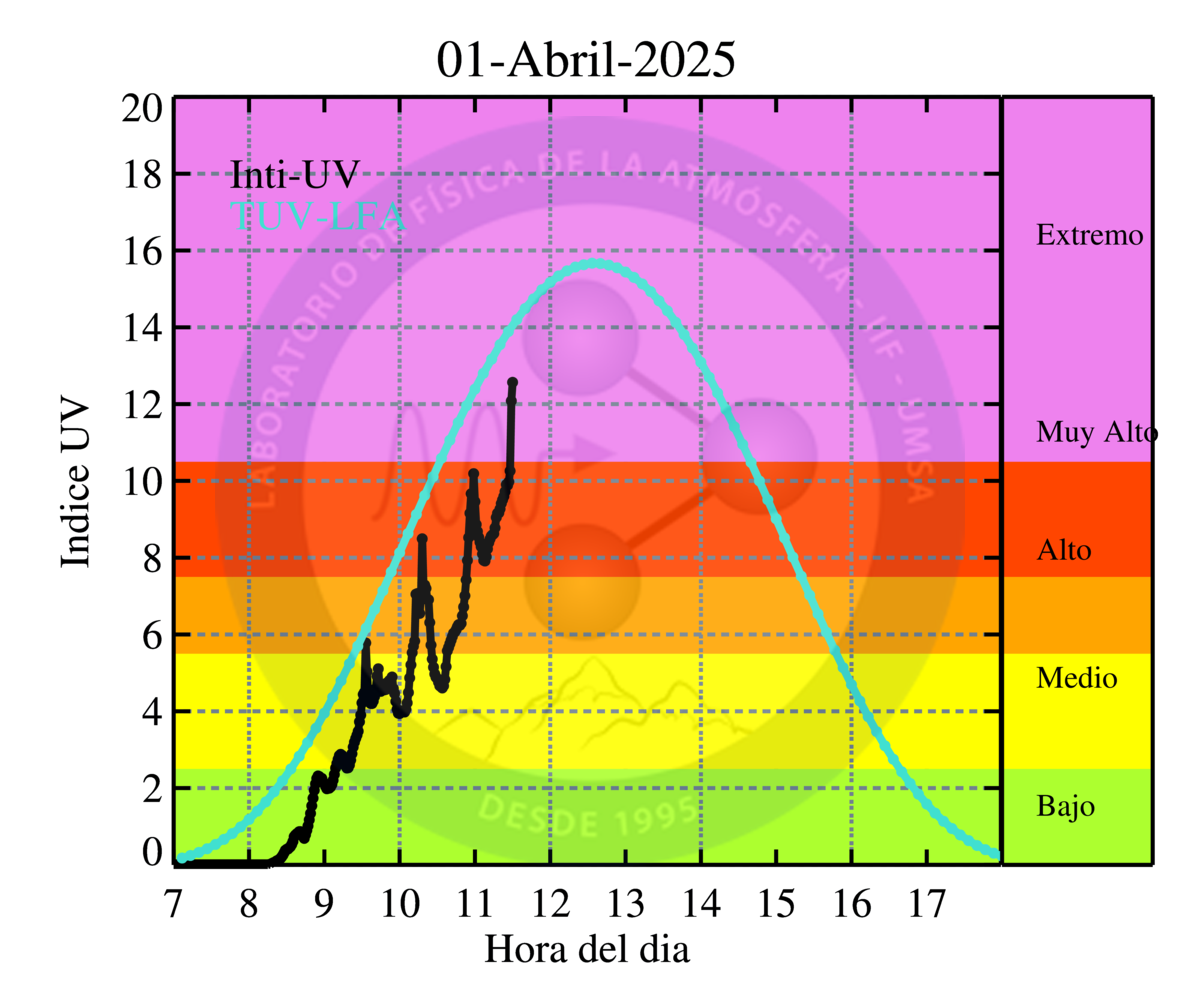 01-Abril-2025
20
18
16
14
12
10
8
6
4
2
0
Indice UV
Inti-UV
TUV-LFA
LABORATORIO DE FÍSICA DE LA ATMÓSFERA - IIF - UMSA
DESDE 1995
Extremo
Muy Alto
Alto
Medio
Bajo
7 8 9 10 11 12 13 14 15 16 17
Hora del dia